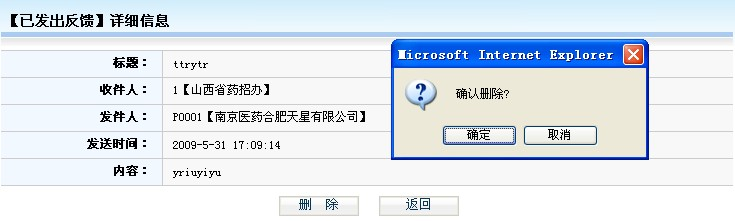 【已发出反馈】详细信息
标题： ttrytr
收件人： 1【山西省药招办】
发件人： P0001【南京医药合肥天星有限公司】
发送时间： 2009-5-31 17:09:14
内容： yriuyiyu
Microsoft Internet Explorer
确认删除?
确定 取消
删 除 返回